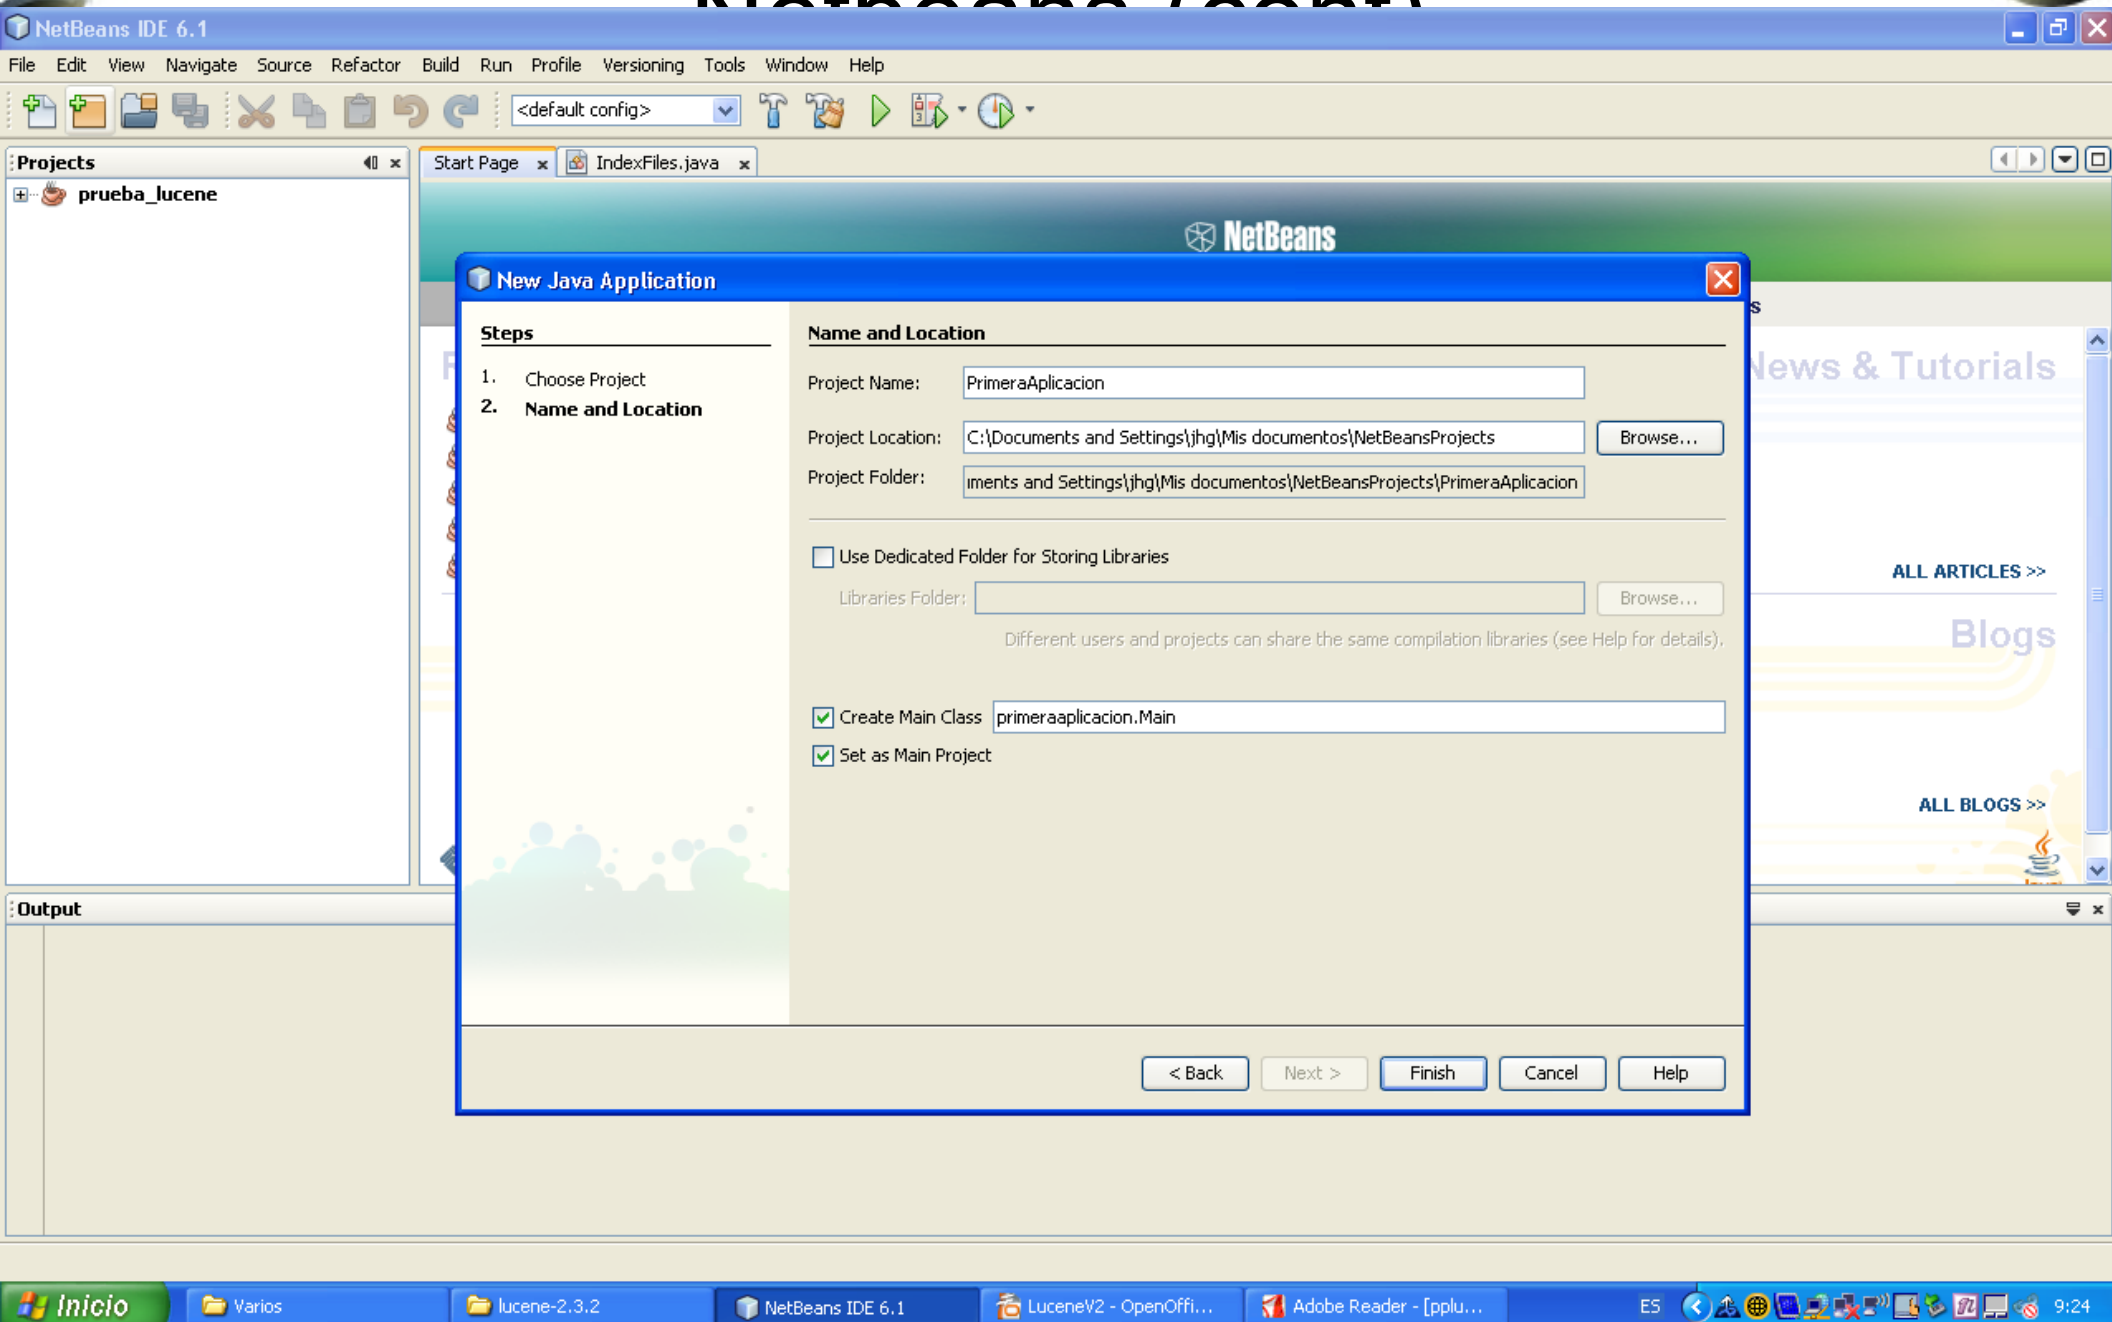 Netbeans (cont)
NetBeans IDE 6.1
File Edit View Navigate Source Refactor Build Run Profile Versioning Tools Window Help
<default config>
Projects
Start Page
IndexFiles.java
prueba_lucene
NetBeans
New Java Application
s
Steps
Name and Location
News & Tutorials
1. Choose Project
2. Name and Location
Project Name: PrimeraAplicacion
Project Location: C:\Documents and Settings\jhg\Mis documentos\NetBeansProjects Browse...
Project Folder: ıments and Settings\jhg\Mis documentos\NetBeansProjects\PrimeraAplicacion
Use Dedicated Folder for Storing Libraries
ALL ARTICLES >>
Libraries Folder: Browse...
Different users and projects can share the same compilation libraries (see Help for details).
Blogs
Create Main Class primeraaplicacion.Main
Set as Main Project
ALL BLOGS >>
Output
< Back Next > Finish Cancel Help
Inicio Varios lucene-2.3.2 NetBeans IDE 6.1 LuceneV2 - OpenOffi... Adobe Reader - [pplu... ES 9:24